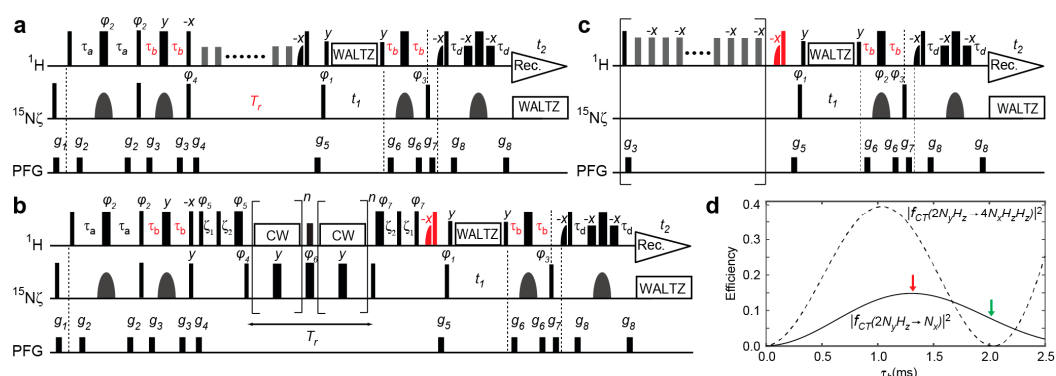 a
φ2 φ2 y -x -x y y -x -x -x
τa τa τb τb WALTZ τb τb τd τd t2
1H Rec.
φ4 φ1 φ3
15Nζ Tr t1 WALTZ
g1 g2 g2 g3 g3 g4 g5 g6 g6 g7 g8 g8
PFG
b
φ2 φ2 y -x φ5 φ5 n n φ7 φ7 -x y y -x -x -x
τa τa τb τb ζ1 ζ2 CW CW ζ2 ζ1 WALTZ τb τb τd τd t2
1H Rec.
y φ4 y φ6 y φ1 φ3
15Nζ t1 WALTZ
g1 g2 g2 g3 g3 g4 Tr g5 g6 g6 g7 g8 g8
PFG
c
-x -x -x -x -x y y -x -x -x
WALTZ τb τb τd τd t2
1H Rec.
φ1 φ2 φ3
15Nζ t1 WALTZ
g3 g5 g6 g6 g7 g8 g8
PFG
d
0.4
0.3
0.2
0.1
0
Efficiency
|fCT(2NyHz→4NxHzHz)|2
|fCT(2NyHz→Nx)|2
0.0 0.5 1.0 1.5 2.0 2.5
τb(ms)